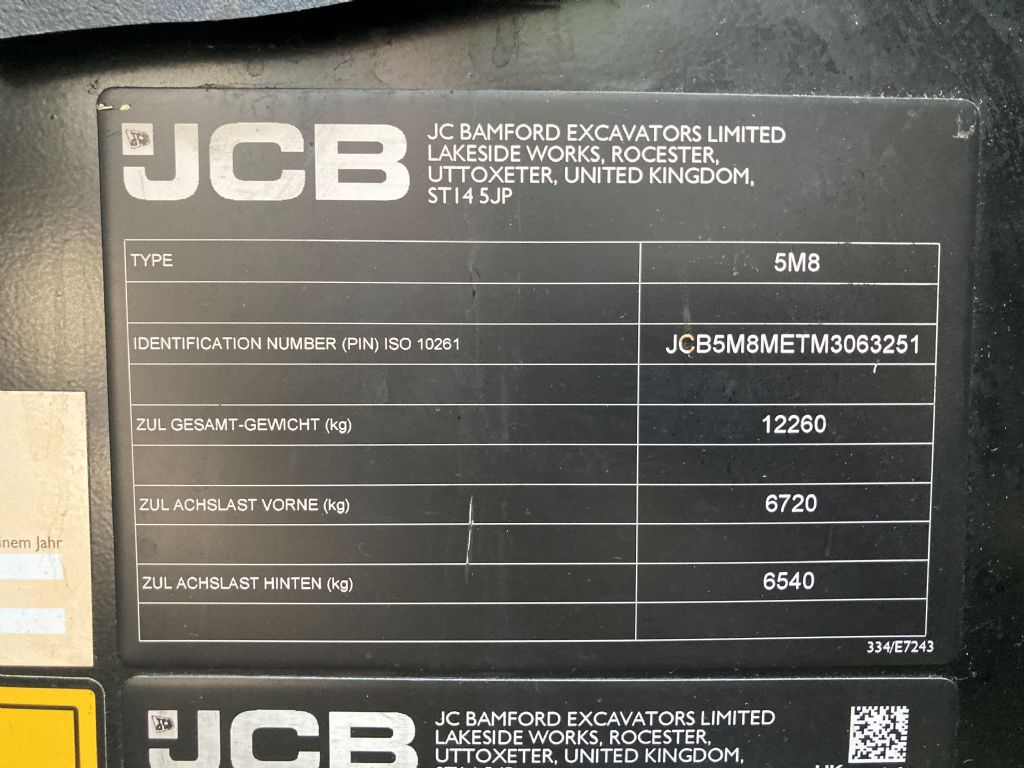 JCB
JC BAMFORD EXCAVATORS LIMITED
LAKESIDE WORKS, ROCESTER,
UTTOXETER, UNITED KINGDOM,
ST14 5JP
TYPE 5M8
IDENTIFICATION NUMBER (PIN) ISO 10261 JCB5M8METM3063251
ZUL GESAMT-GEWICHT (kg) 12260
ZUL ACHSLAST VORNE (kg) 6720
ZUL ACHSLAST HINTEN (kg) 6540
334/E7243
Jahr
JCB
JC BAMFORD EXCAVATORS LIMITED
LAKESIDE WORKS, ROCESTER,
UTTOXETER, UNITED KINGDOM,